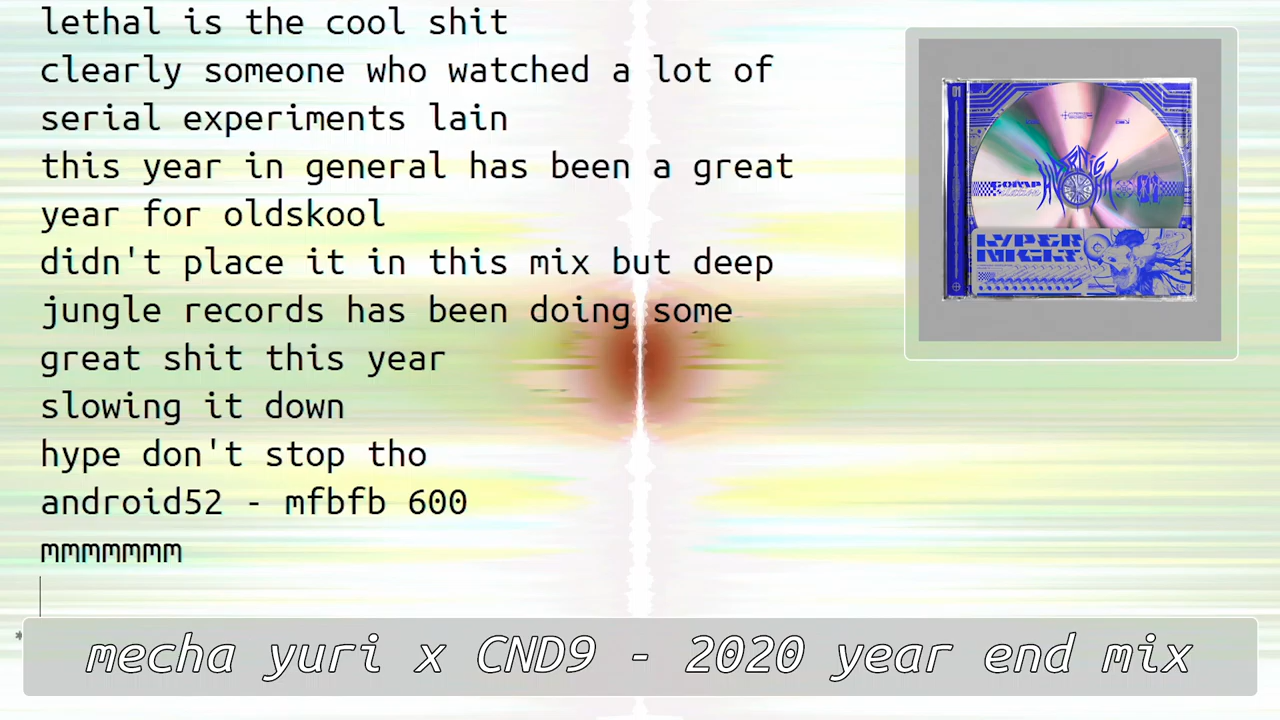 lethal is the cool shit
clearly someone who watched a lot of
serial experiments lain
this year in general has been a great
year for oldskool
didn't place it in this mix but deep
jungle records has been doing some
great shit this year
slowing it down
hype don't stop tho
android52 - mfbfb 600
mmmmmmm
*
mecha yuri x CND9 - 2020 year end mix
01
01
HYPER